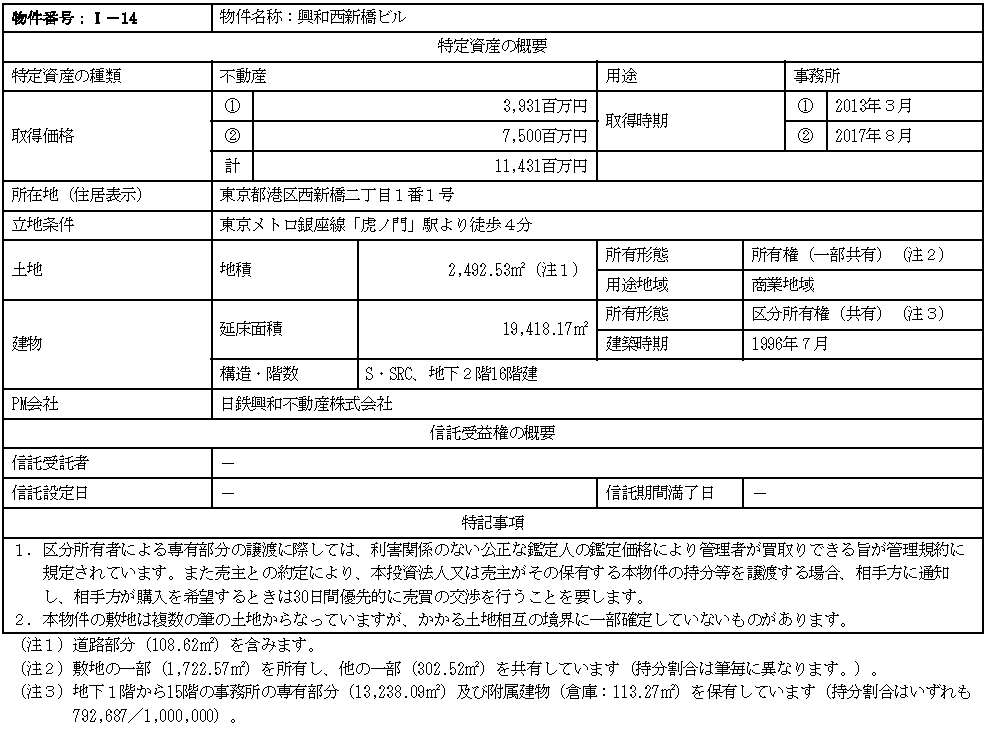 物件番号：Ｉ－14 物件名称：興和西新橋ビル
特定資産の概要
特定資産の種類 不動産 用途 事務所
取得価格 ① 3,931百万円 取得時期 ① 2013年３月
② 7,500百万円 ② 2017年８月
計 11,431百万円
所在地（住居表示） 東京都港区西新橋二丁目１番１号
立地条件 東京メトロ銀座線「虎ノ門」駅より徒歩４分
土地 地積 2,492.53㎡（注１） 所有形態 所有権（一部共有）（注２）
用途地域 商業地域
建物 延床面積 19,418.17㎡ 所有形態 区分所有権（共有）（注３）
建築時期 1996年７月
構造・階数 S・SRC、地下２階16階建
PM会社 日鉄興和不動産株式会社
信託受益権の概要
信託受託者 －
信託設定日 － 信託期間満了日 －
特記事項
１．区分所有者による専有部分の譲渡に際しては、利害関係のない公正な鑑定人の鑑定価格により管理者が買取りできる旨が管理規約に
規定されています。また売主との約定により、本投資法人又は売主がその保有する本物件の持分等を譲渡する場合、相手方に通知
し、相手方が購入を希望するときは30日間優先的に売買の交渉を行うことを要します。
２．本物件の敷地は複数の筆の土地からなっていますが、かかる土地相互の境界に一部確定していないものがあります。
（注１）道路部分（108.62㎡）を含みます。
（注２）敷地の一部（1,722.57㎡）を所有し、他の一部（302.52㎡）を共有しています（持分割合は筆毎に異なります。）。
（注３）地下１階から15階の事務所の専有部分（13,238.09㎡）及び附属建物（倉庫：113.27㎡）を保有しています（持分割合はいずれも
792,687／1,000,000）。